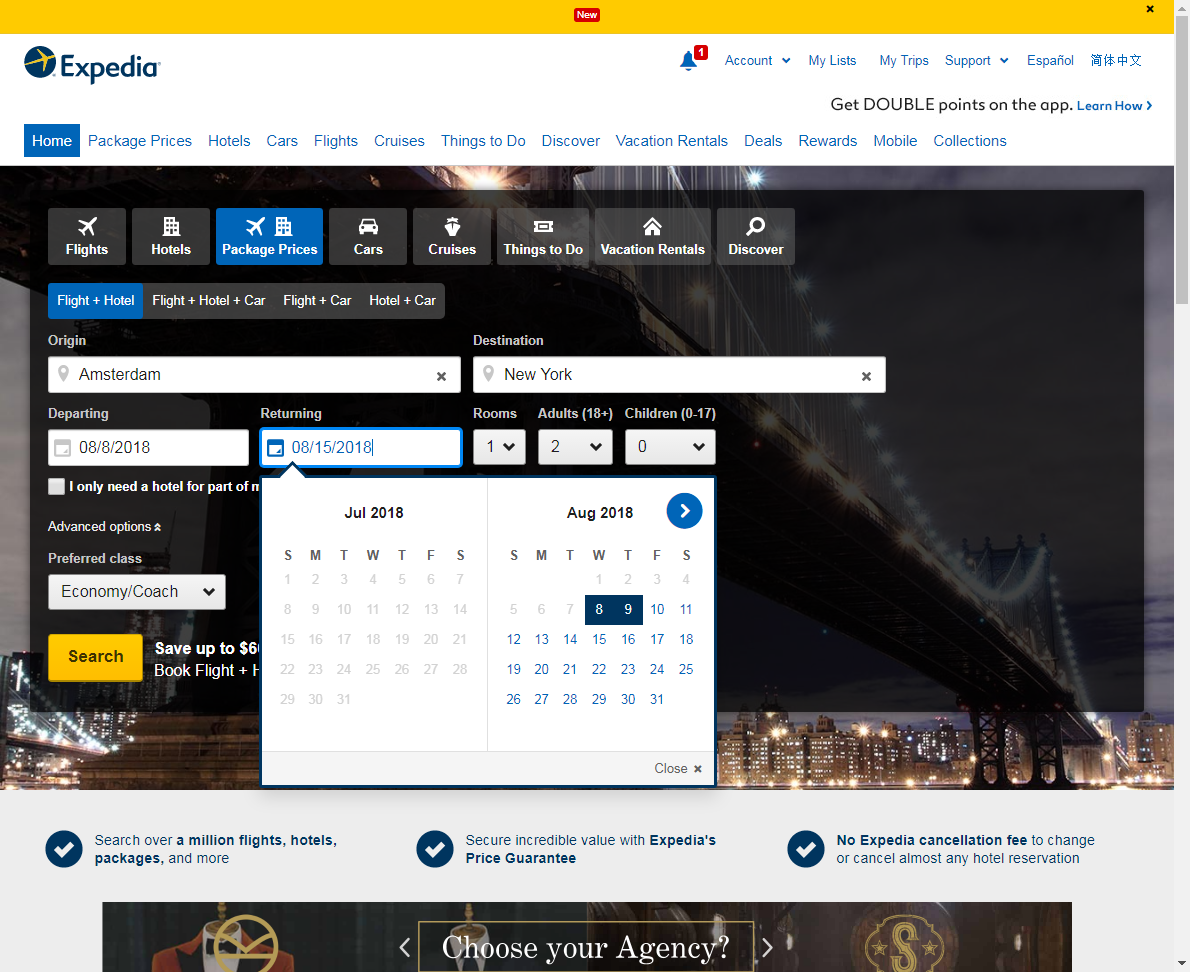 New
Expedia
1
Account
My Lists
My Trips
Support
Español
简体中文
Get DOUBLE points on the app. Learn How
Home Package Prices Hotels Cars Flights Cruises Things to Do Discover Vacation Rentals Deals Rewards Mobile Collections
Flights Hotels Package Prices Cars Cruises Things to Do Vacation Rentals Discover
Flight + Hotel Flight + Hotel + Car Flight + Car Hotel + Car
Origin Destination
Amsterdam New York
Departing Returning Rooms Adults (18+) Children (0-17)
08/8/2018 08/15/2018 1 2 0
I only need a hotel for part of m
Advanced options
Preferred class
Economy/Coach
Search
Save up to $6
Book Flight + H
Jul 2018
S M T W T F S
1 2 3 4 5 6 7
8 9 10 11 12 13 14
15 16 17 18 19 20 21
22 23 24 25 26 27 28
29 30 31
Aug 2018
S M T W T F S
1 2 3 4
5 6 7 8 9 10 11
12 13 14 15 16 17 18
19 20 21 22 23 24 25
26 27 28 29 30 31
Close
Search over a million flights, hotels,
packages, and more
Secure incredible value with Expedia's
Price Guarantee
No Expedia cancellation fee to change
or cancel almost any hotel reservation
Choose your Agency?
S